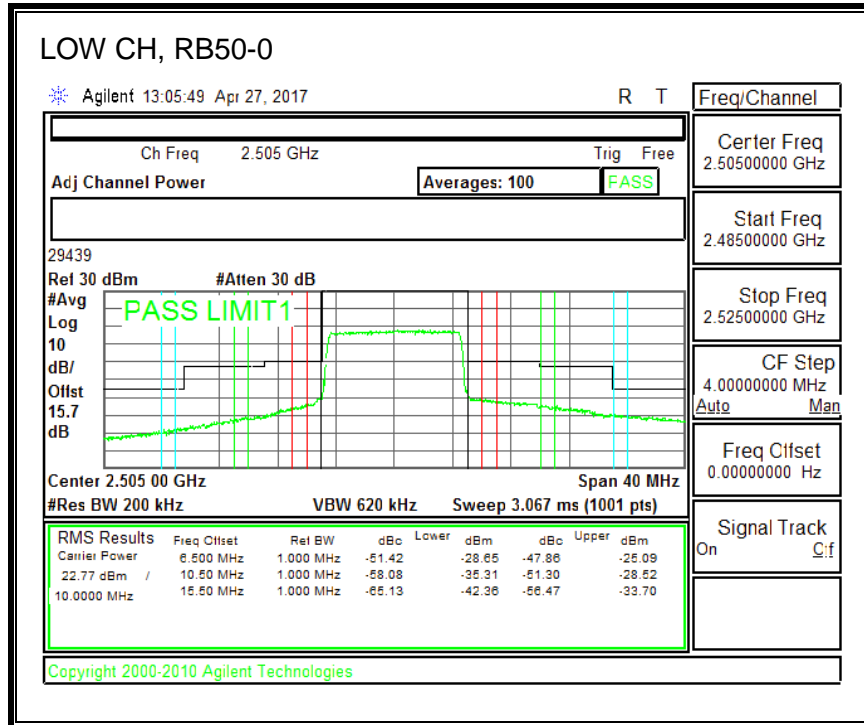 LOW CH, RB50-0
Agilent 13:05:49 Apr 27, 2017 R T
Freq/Channel
Ch Freq 2.505 GHz Trig Free
Adj Channel Power Averages: 100 PASS
Center Freq
2.50500000 GHz
Start Freq
2.48500000 GHz
Stop Freq
2.52500000 GHz
CF Step
4.00000000 MHz
Auto Man
Freq Offset
0.00000000 Hz
Signal Track
On Off
29439
Ref 30 dBm #Atten 30 dB
#Avg
Log
10
dB/
Offst
15.7
dB
PASS LIMIT1
Center 2.505 00 GHz Span 40 MHz
#Res BW 200 kHz VBW 620 kHz Sweep 3.067 ms (1001 pts)
RMS Results Freq Offset Ref BW dBc Lower dBm dBc Upper dBm
Carrier Power 6.500 MHz 1.000 MHz -51.42 -28.65 -47.86 -25.09
22.77 dBm / 10.50 MHz 1.000 MHz -58.08 -35.31 -51.30 -28.52
10.0000 MHz 15.50 MHz 1.000 MHz -65.13 -42.36 -56.47 -33.70
Copyright 2000-2010 Agilent Technologies